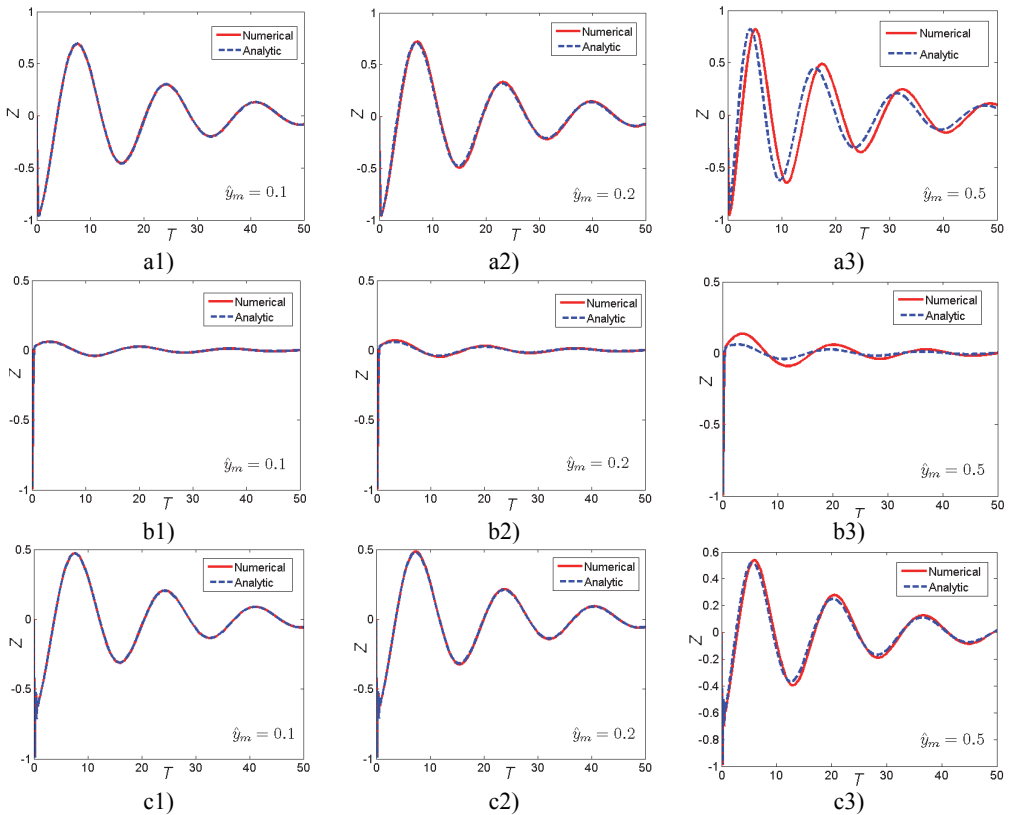 1
0.5
0
-0.5
-1
Z
0 10 20 30 40 50
T
Numerical
Analytic
ŷm = 0.1
a1)
1
0.5
0
-0.5
-1
Z
0 10 20 30 40 50
T
Numerical
Analytic
ŷm = 0.2
a2)
1
0.5
0
-0.5
-1
Z
0 10 20 30 40 50
T
Numerical
Analytic
ŷm = 0.5
a3)
0.5
0
-0.5
-1
Z
0 10 20 30 40 50
T
Numerical
Analytic
ŷm = 0.1
b1)
0.5
0
-0.5
-1
Z
0 10 20 30 40 50
T
Numerical
Analytic
ŷm = 0.2
b2)
0.5
0
-0.5
-1
Z
0 10 20 30 40 50
T
Numerical
Analytic
ŷm = 0.5
b3)
0.5
0
-0.5
-1
Z
0 10 20 30 40 50
T
Numerical
Analytic
ŷm = 0.1
c1)
0.5
0
-0.5
-1
Z
0 10 20 30 40 50
T
Numerical
Analytic
ŷm = 0.2
c2)
0.6
0.4
0.2
0
-0.2
-0.4
-0.6
-0.8
-1
Z
0 10 20 30 40 50
T
Numerical
Analytic
ŷm = 0.5
c3)